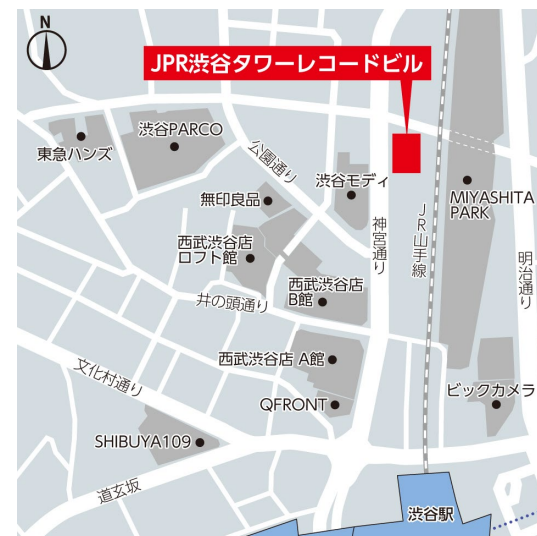 N
JPR渋谷タワーレコードビル
東急ハンズ
渋谷PARCO
公園通り
渋谷モディ
無印良品
MIYASHITA
PARK
神宮通り
JR山手線
明治通り
西武渋谷店
ロフト館
西武渋谷店
B館
井の頭通り
西武渋谷店 A館
文化村通り
QFRONT
ビックカメラ
SHIBUYA109
道玄坂
渋谷駅